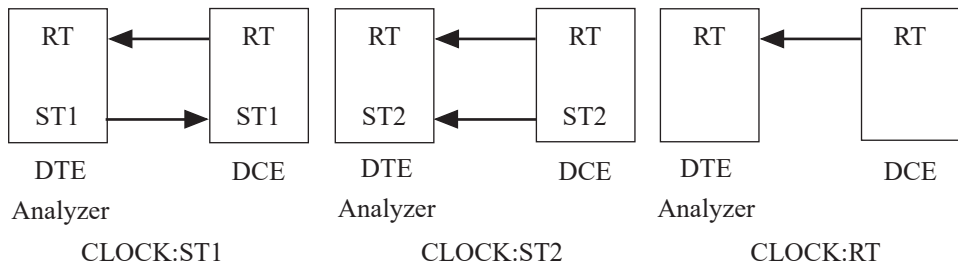 RT RT RT RT RT RT
ST1 ST1 ST2 ST2
DTE DCE DTE DCE DTE DCE
Analyzer Analyzer Analyzer
CLOCK:ST1 CLOCK:ST2 CLOCK:RT